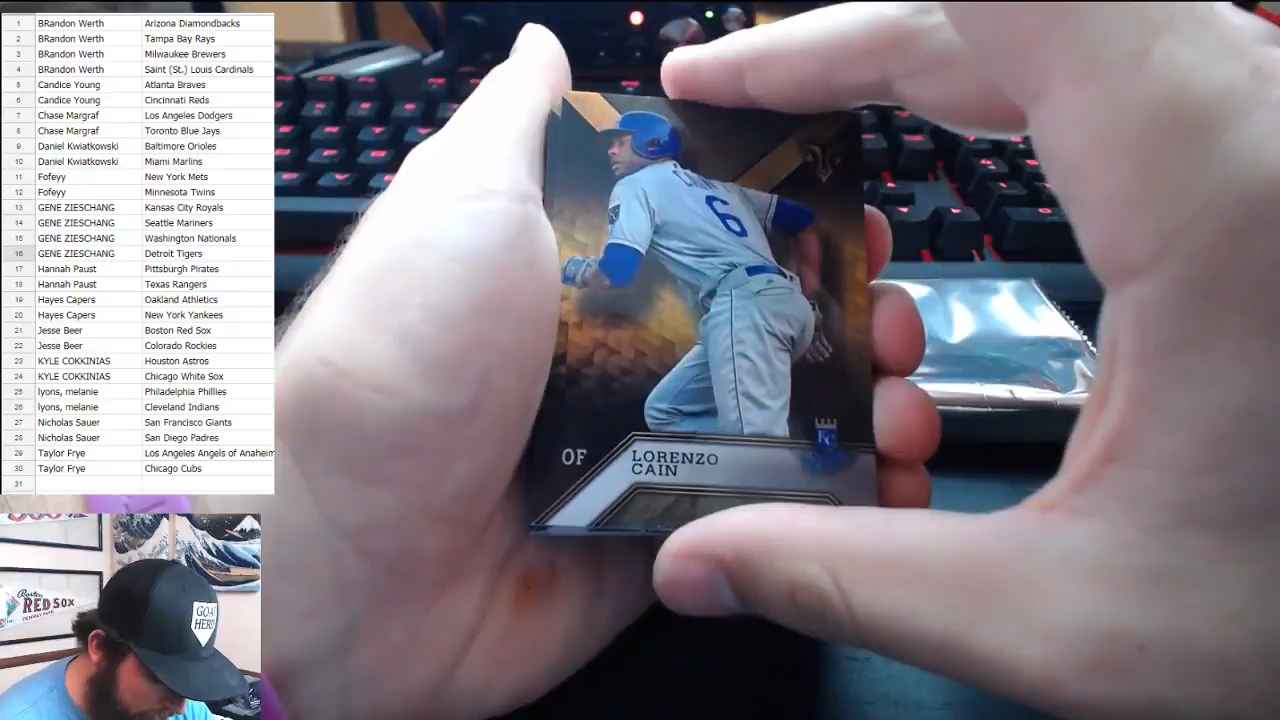 1 BRandon Werth Arizona Diamondbacks
2 BRandon Werth Tampa Bay Rays
3 BRandon Werth Milwaukee Brewers
4 BRandon Werth Saint (St.) Louis Cardinals
5 Candice Young Atlanta Braves
6 Candice Young Cincinnati Reds
7 Chase Margraf Los Angeles Dodgers
8 Chase Margraf Toronto Blue Jays
9 Daniel Kwiatkowski Baltimore Orioles
10 Daniel Kwiatkowski Miami Marlins
11 Fofeyy New York Mets
12 Fofeyy Minnesota Twins
13 GENE ZIESCHANG Kansas City Royals
14 GENE ZIESCHANG Seattle Mariners
15 GENE ZIESCHANG Washington Nationals
16 GENE ZIESCHANG Detroit Tigers
17 Hannah Paust Pittsburgh Pirates
18 Hannah Paust Texas Rangers
19 Hayes Capers Oakland Athletics
20 Hayes Capers New York Yankees
21 Jesse Beer Boston Red Sox
22 Jesse Beer Colorado Rockies
23 KYLE COKKINIAS Houston Astros
24 KYLE COKKINIAS Chicago White Sox
25 lyons, melanie Philadelphia Phillies
26 lyons, melanie Cleveland Indians
27 Nicholas Sauer San Francisco Giants
28 Nicholas Sauer San Diego Padres
29 Taylor Frye Los Angeles Angels of Anaheim
30 Taylor Frye Chicago Cubs
31
CAIN
6
KC
OF
LORENZO
CAIN
Boston
RED SOX
GOAT
HERD